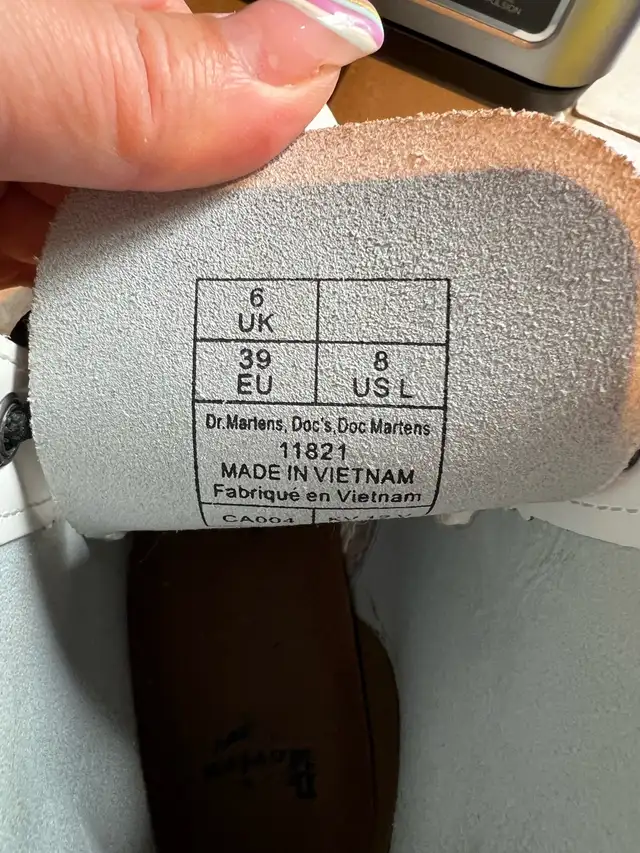 6
UK
39
EU
8
US L
Dr.Martens, Doc's, Doc Martens
11821
MADE IN VIETNAM
Fabriqué en Vietnam
CA004